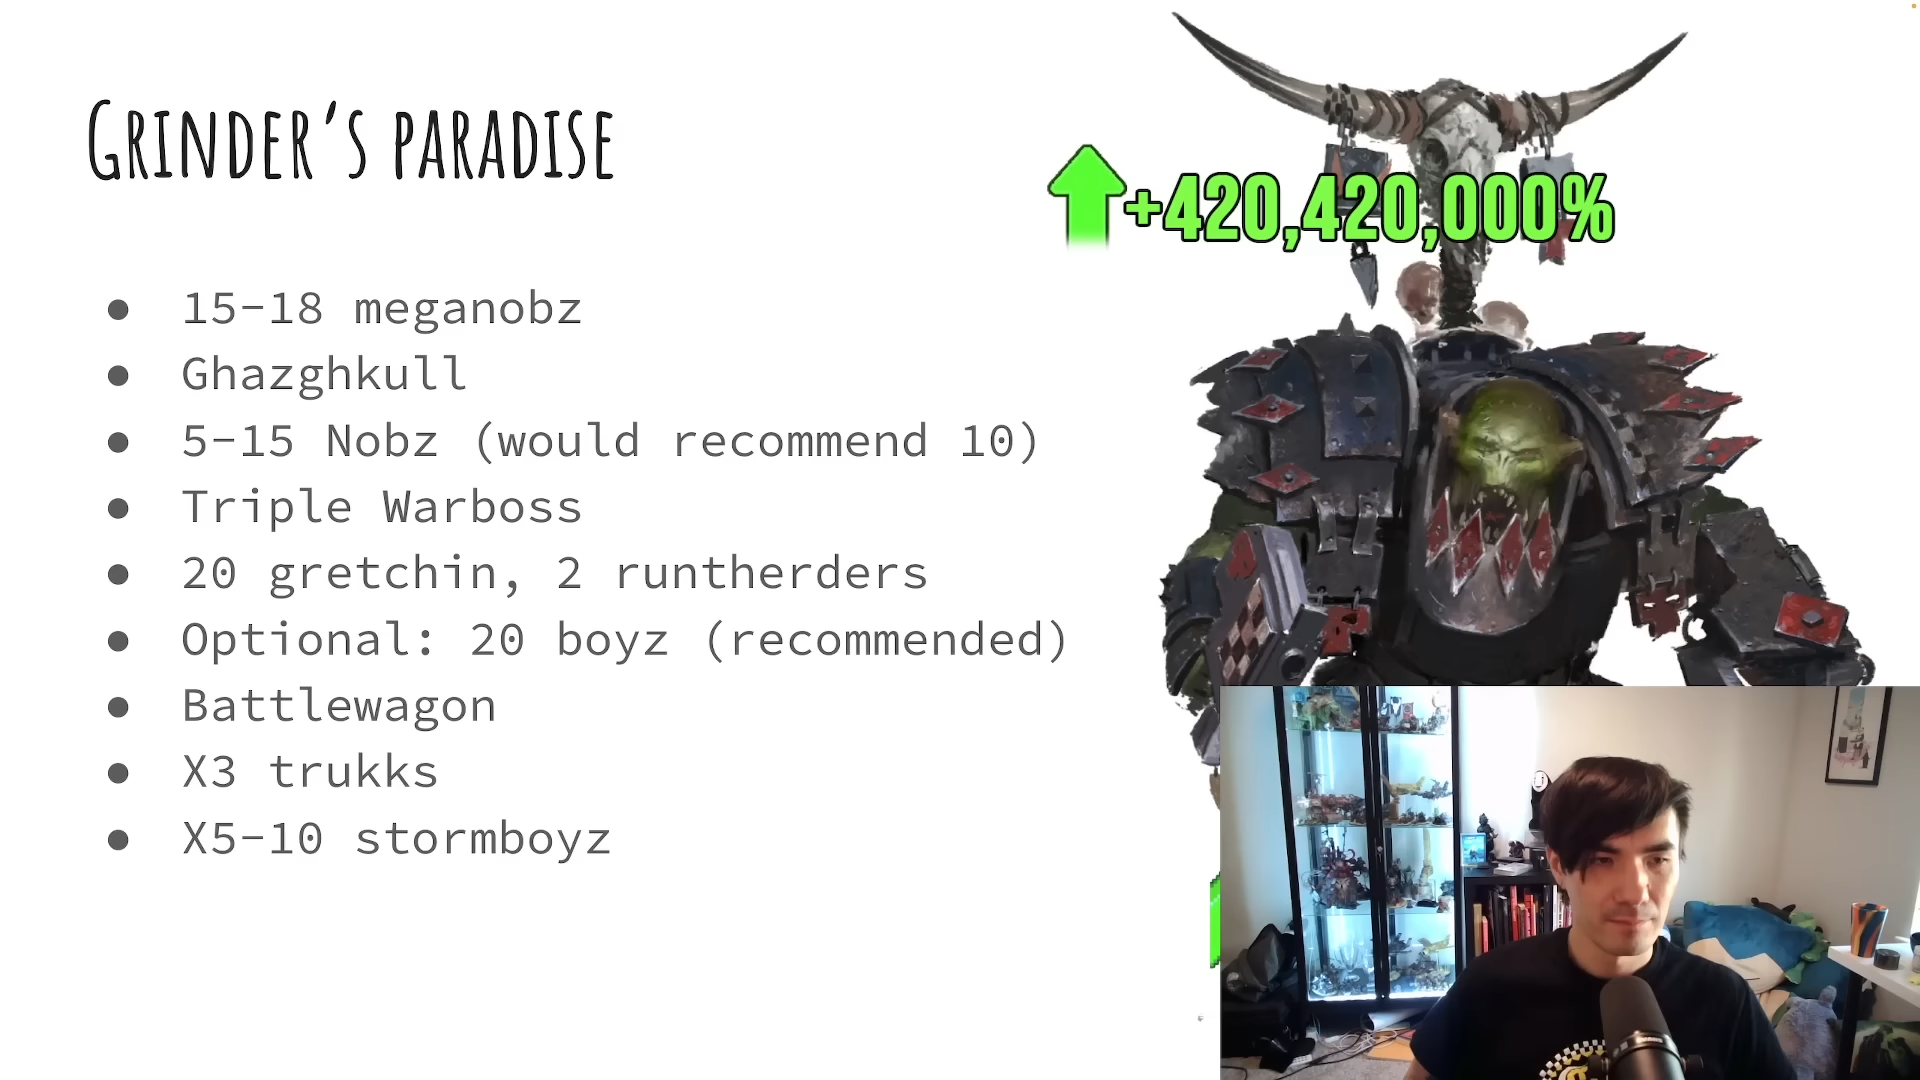 Grinder's paradise
+420,420,000%
● 15-18 meganobz
● Ghazghkull
● 5-15 Nobz (would recommend 10)
● Triple Warboss
● 20 gretchin, 2 runtherders
● Optional: 20 boyz (recommended)
● Battlewagon
● X3 trukks
● X5-10 stormboyz